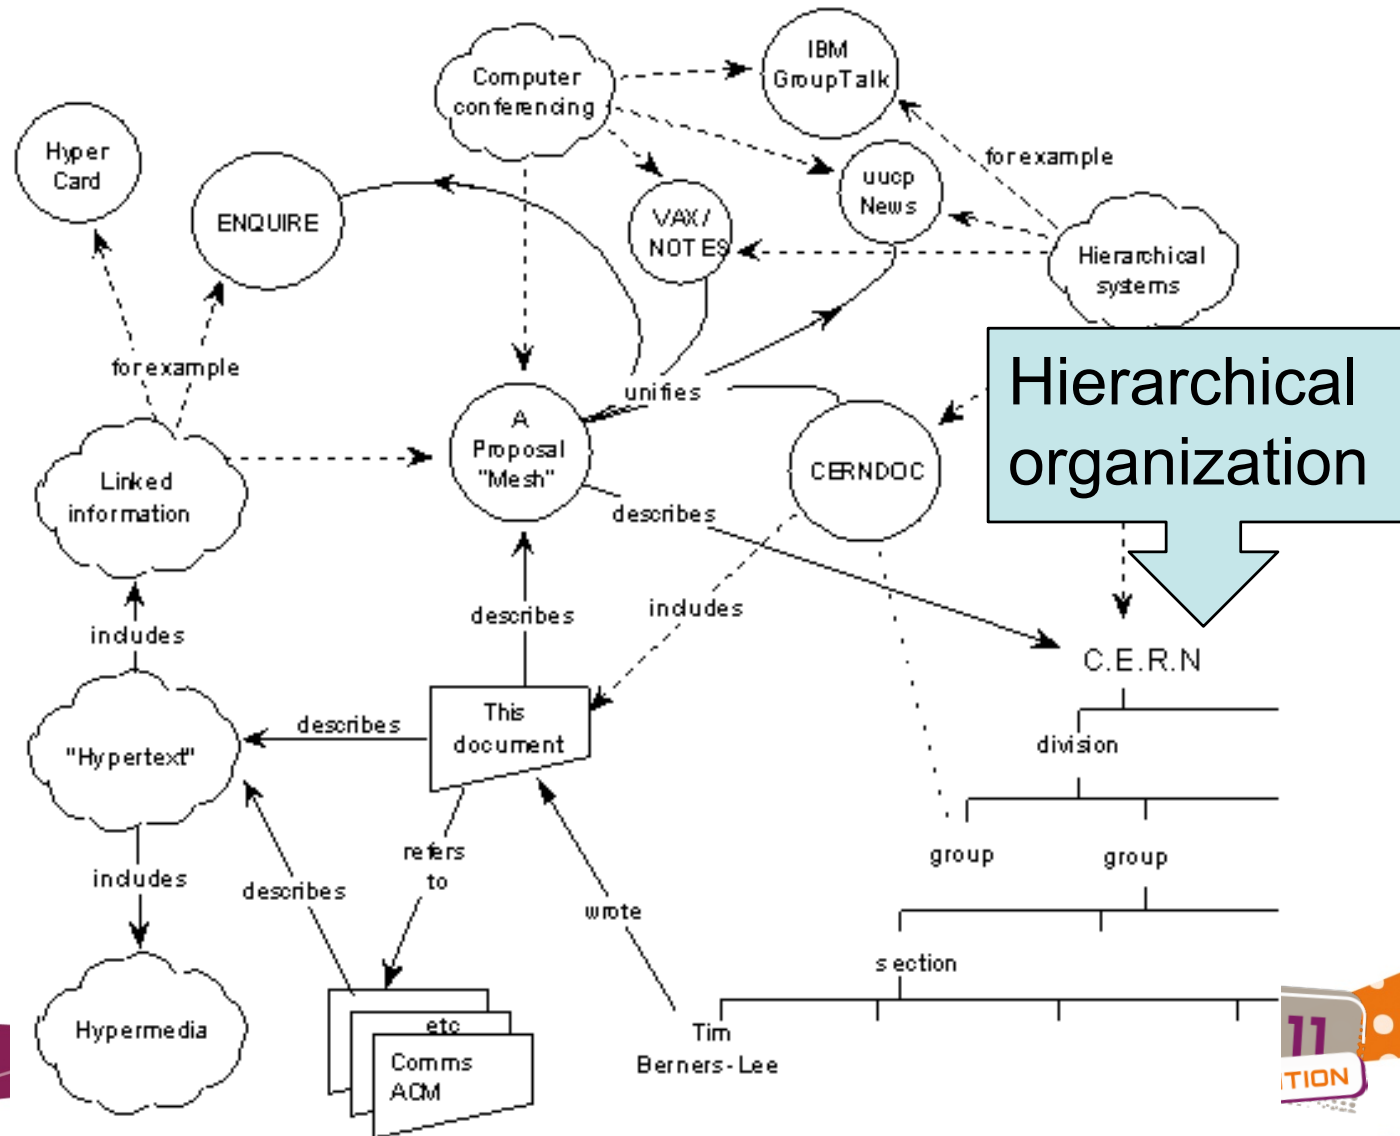 IBM
GroupTalk
Computer
conferencing
Hyper
Card
for example
uucp
News
ENQUIRE
VAX/
NOTES
Hierarchical
systems
for example
Hierarchical
organization
unifies
A
Proposal
"Mesh"
CERNDOC
Linked
information
describes
includes
describes
includes
C.E.R.N
This
document
describes
"Hypertext"
division
refers
to
group
group
includes
describes
wrote
section
Hypermedia
etc
Comms
ACM
Tim
Berners-Lee
11
TION